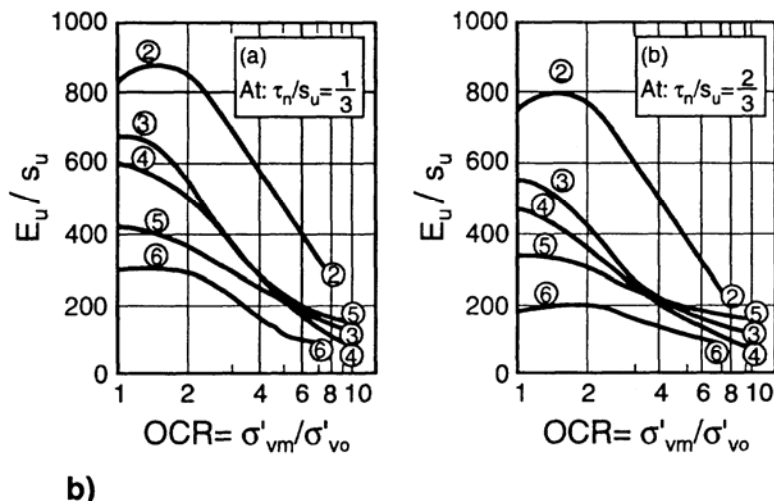 1000
800
600
400
200
0
E_u / s_u
(a)
At: τ_n/s_u = 1/3
②
③
④
⑤
⑥
②
⑤
③
④
⑥
1 2 4 6 8 10
OCR= σ'_vm/σ'_vo
1000
800
600
400
200
0
E_u / s_u
(b)
At: τ_n/s_u = 2/3
②
③
④
⑤
⑥
②
⑤
③
④
⑥
1 2 4 6 8 10
OCR= σ'_vm/σ'_vo
b)